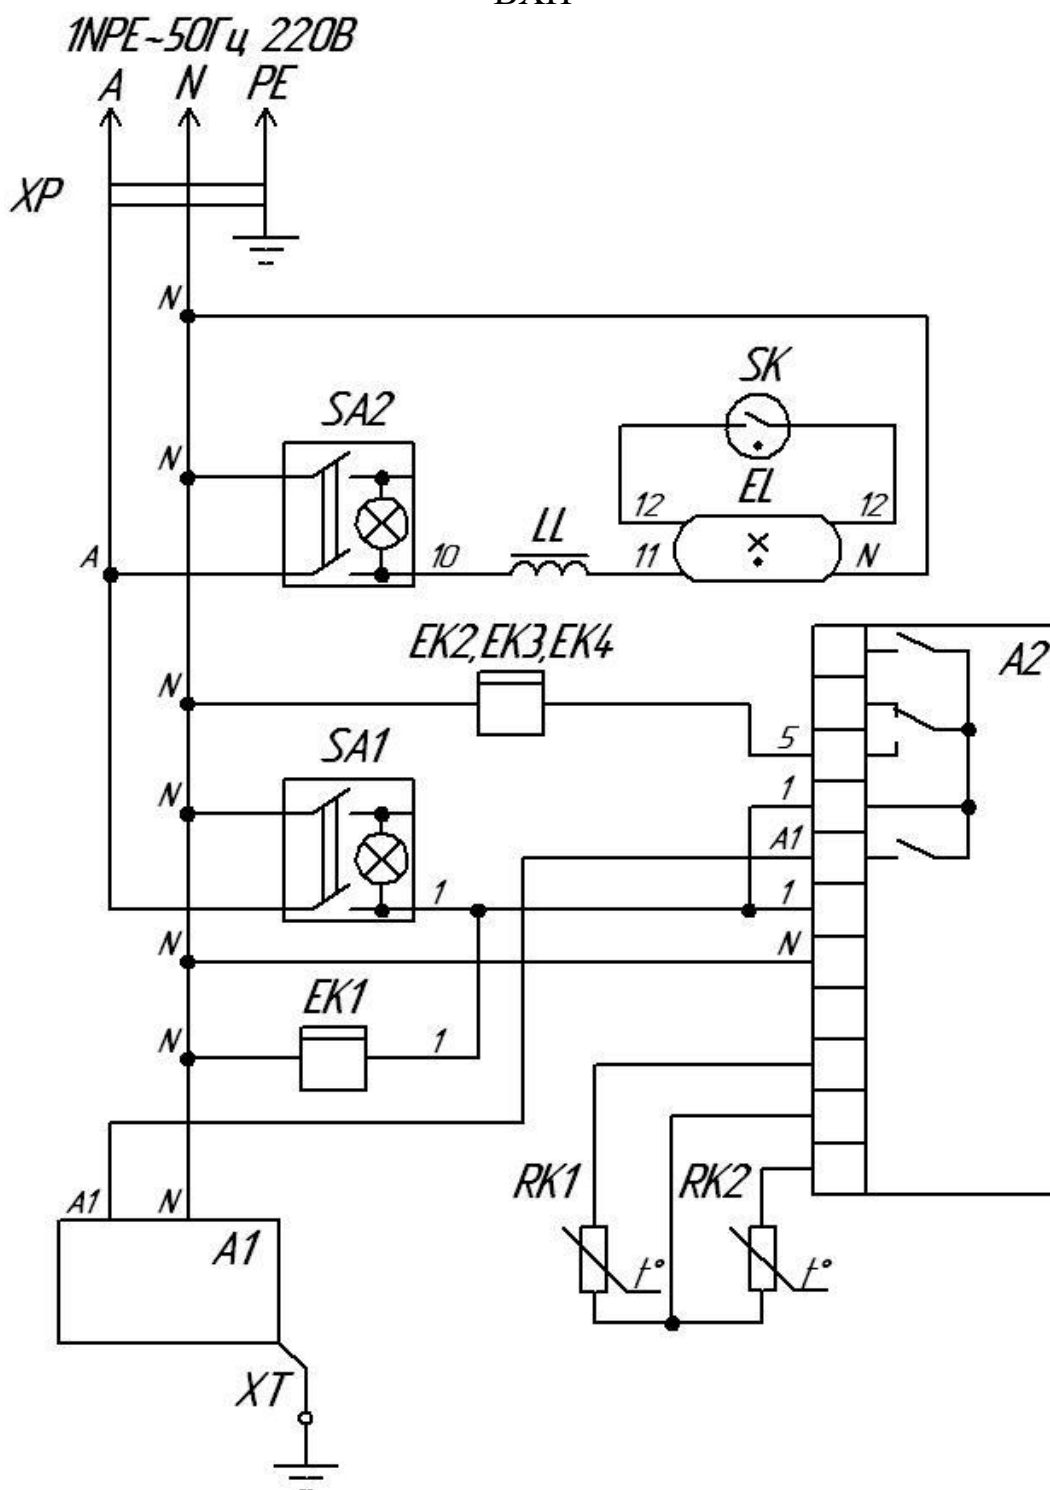 1NPE~50Гц 220В
A N PE
XP
N
SK
SA2
N
EL
12 12
LL
A 10 11 N
EK2,EK3,EK4
A2
N
SA1 5
N 1
A1
1 1
N N
EK1
N 1
RK1 RK2
A1 N
A1
t° t°
XT